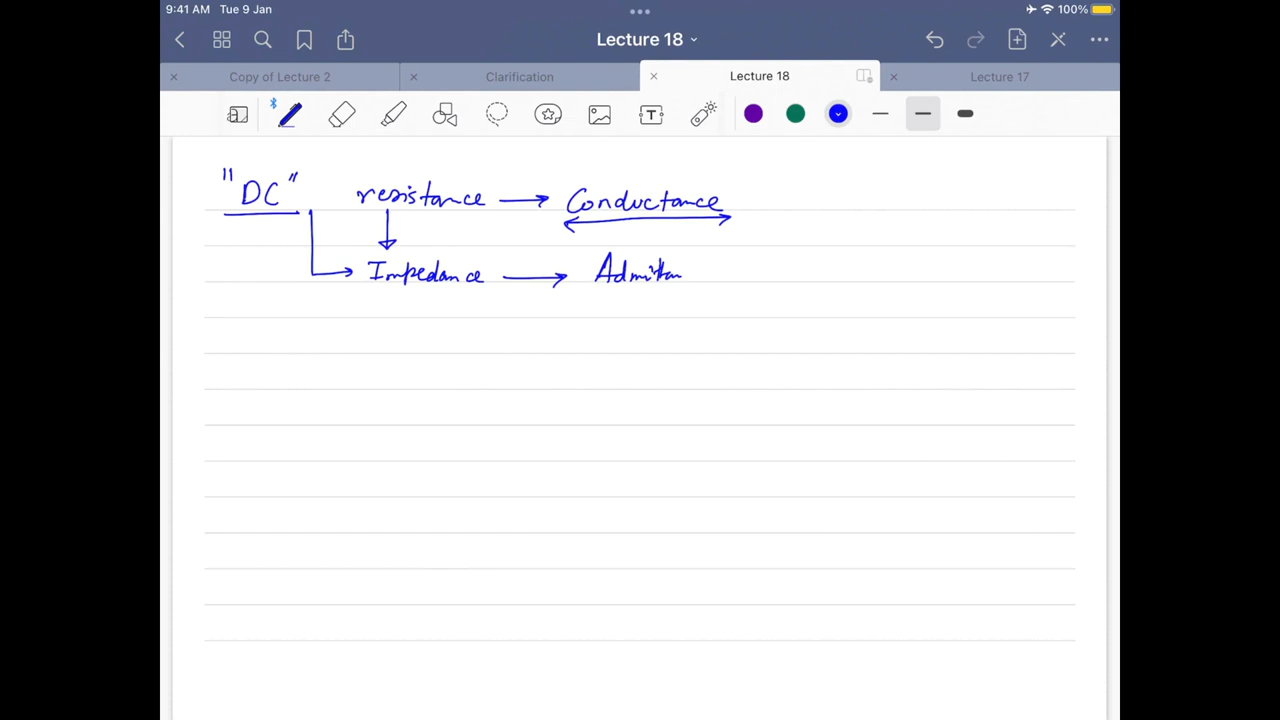 9:41 AM Tue 9 Jan 100%
Lecture 18
Copy of Lecture 2 Clarification Lecture 18 Lecture 17
T
"DC" resistance → Conductance
Impedance → Admittan